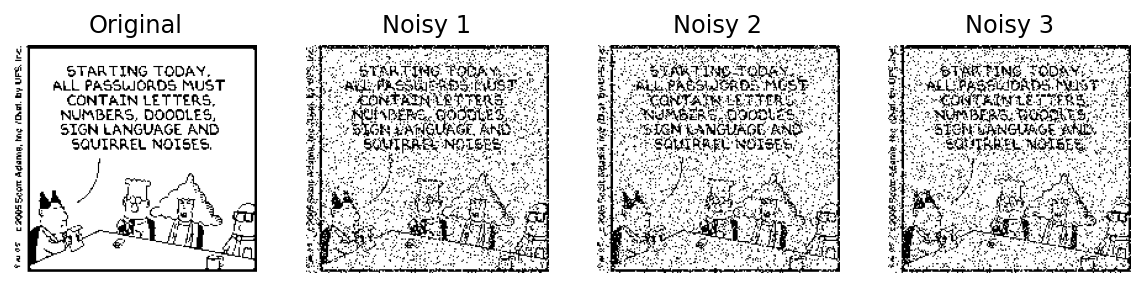 Original
Noisy 1
Noisy 2
Noisy 3
STARTING TODAY,
ALL PASSWORDS MUST
CONTAIN LETTERS,
NUMBERS, DOODLES,
SIGN LANGUAGE AND
SQUIRREL NOISES.
© 2005 Scott Adams, Inc./Dist. by UFS, Inc.
STARTING TODAY,
ALL PASSWORDS MUST
CONTAIN LETTERS,
NUMBERS, DOODLES,
SIGN LANGUAGE AND
SQUIRREL NOISES.
© 2005 Scott Adams, Inc./Dist. by UFS, Inc.
STARTING TODAY,
ALL PASSWORDS MUST
CONTAIN LETTERS,
NUMBERS, DOODLES,
SIGN LANGUAGE AND
SQUIRREL NOISES.
© 2005 Scott Adams, Inc./Dist. by UFS, Inc.
STARTING TODAY,
ALL PASSWORDS MUST
CONTAIN LETTERS,
NUMBERS, DOODLES,
SIGN LANGUAGE AND
SQUIRREL NOISES.
© 2005 Scott Adams, Inc./Dist. by UFS, Inc.